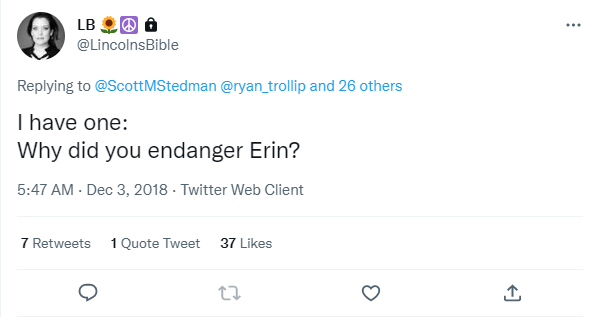 LB 🌻☮️
@LincolnsBible
Replying to @ScottMStedman @ryan_trollip and 26 others
I have one:
Why did you endanger Erin?
5:47 AM · Dec 3, 2018 · Twitter Web Client
7 Retweets 1 Quote Tweet 37 Likes